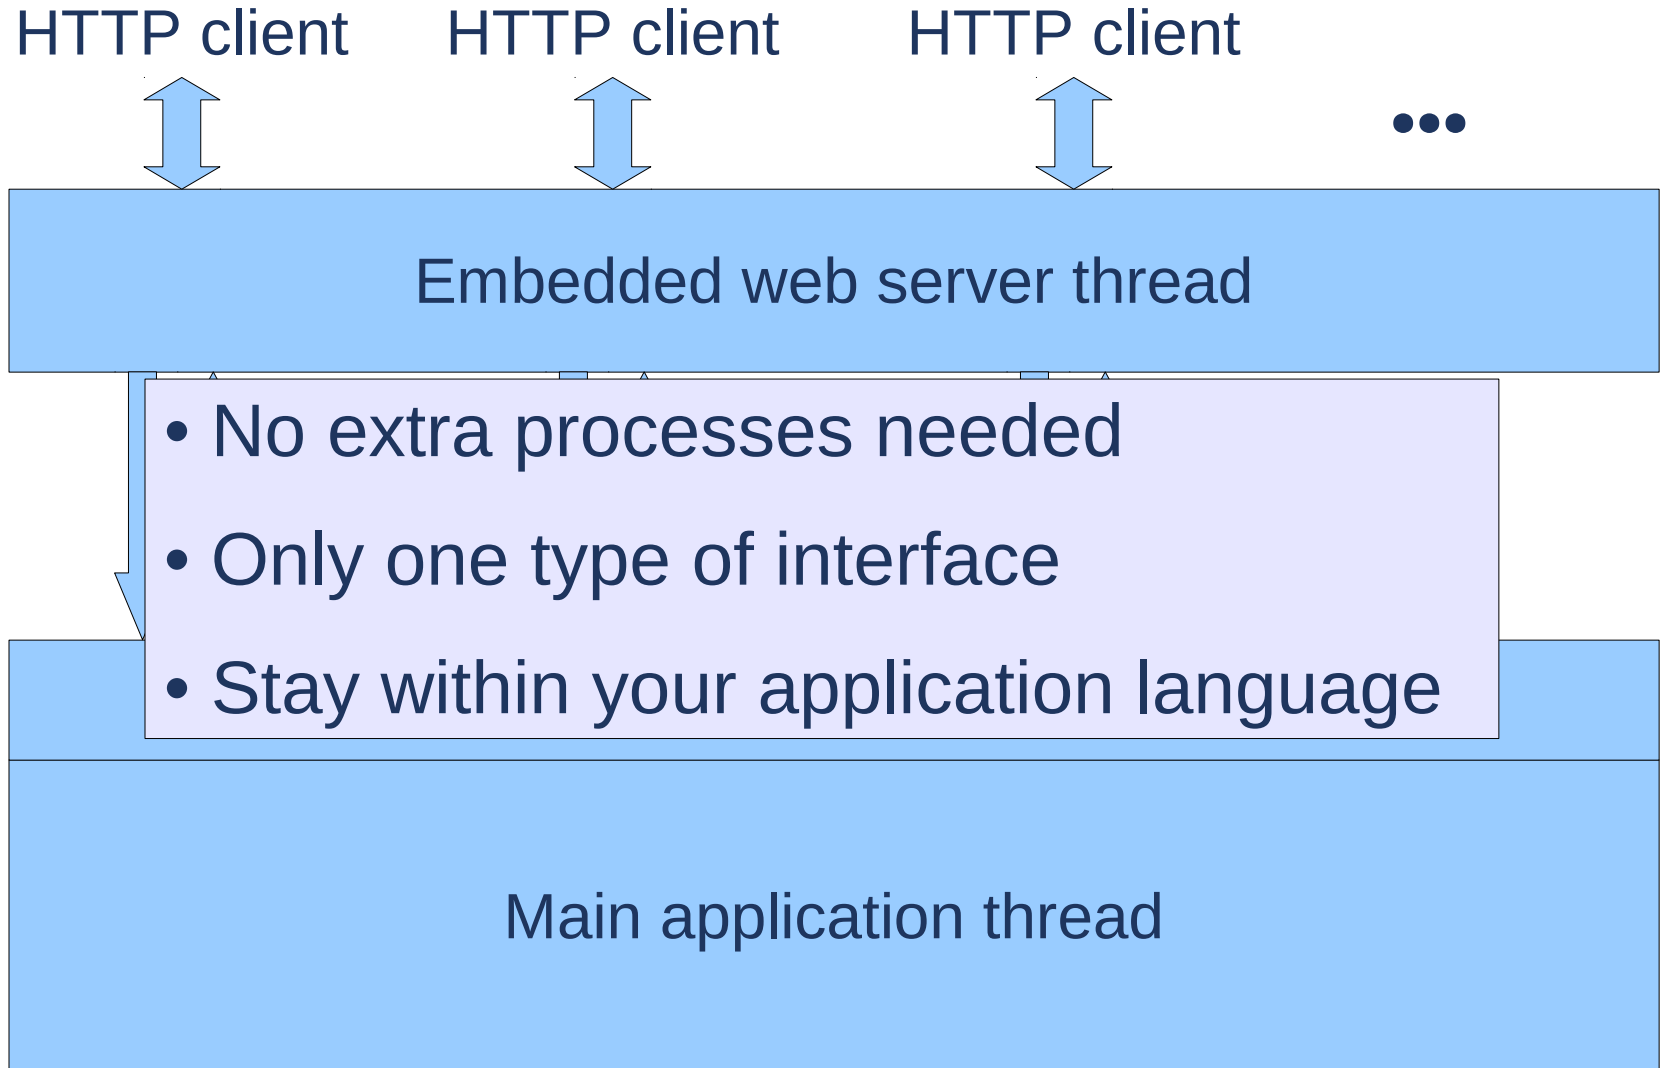 HTTP client HTTP client HTTP client
...
Embedded web server thread
• No extra processes needed
• Only one type of interface
• Stay within your application language
Main application thread